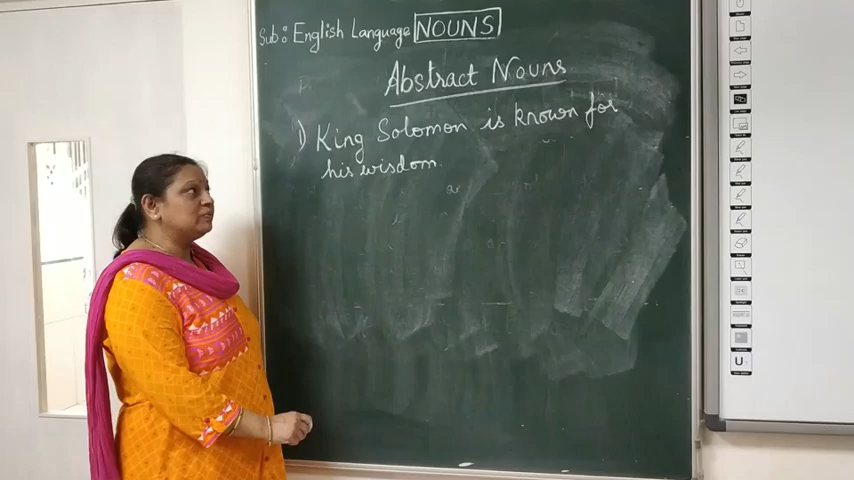 Sub: English Language NOUNS
Abstract Nouns
1) King Solomon is known for
his wisdom.